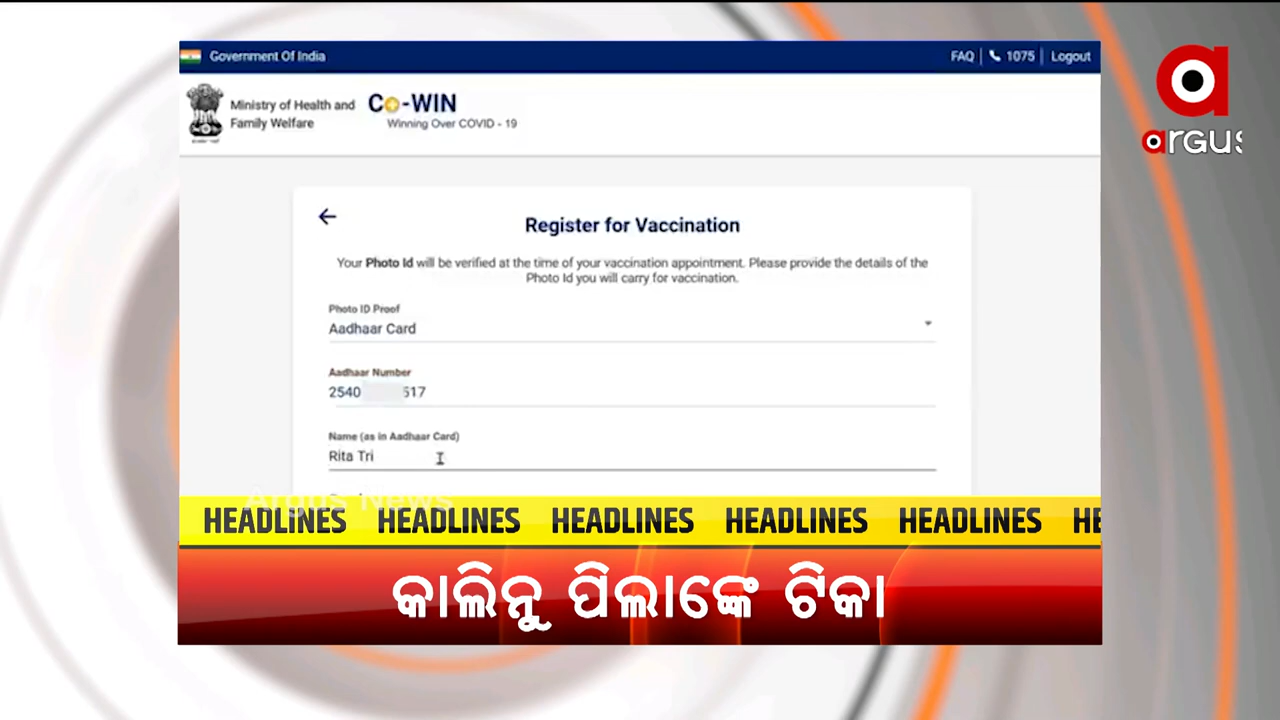 Government Of India
FAQ | 1075 | Logout
Ministry of Health and
Family Welfare
Co-WIN
Winning Over COVID - 19
argus
Register for Vaccination
Your Photo Id will be verified at the time of your vaccination appointment. Please provide the details of the
Photo Id you will carry for vaccination.
Photo ID Proof
Aadhaar Card
Aadhaar Number
2540 517
Name (as in Aadhaar Card)
Rita Tri
Argus News
HEADLINES HEADLINES HEADLINES HEADLINES HEADLINES HE
କାଲିନୁ ପିଲାଙ୍କେ ଟିକା